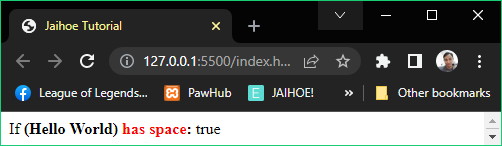 Jaihoe Tutorial
127.0.0.1:5500/index.h...
League of Legends... PawHub E JAIHOE! » Other bookmarks
If (Hello World) has space: true